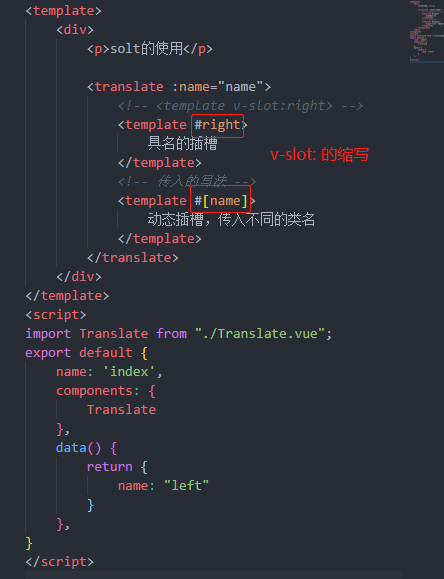 <template>
<div>
<p>solt的使用</p>
<translate :name="name">
<!-- <template v-slot:right> -->
<template #right>
具名的插槽
v-slot: 的缩写
</template>
<!-- 传入的写法 -->
<template #[name]>
动态插槽，传入不同的类名
</template>
</translate>
</div>
</template>
<script>
import Translate from "./Translate.vue";
export default {
name: 'index',
components: {
Translate
},
data() {
return {
name: "left"
}
},
}
</script>